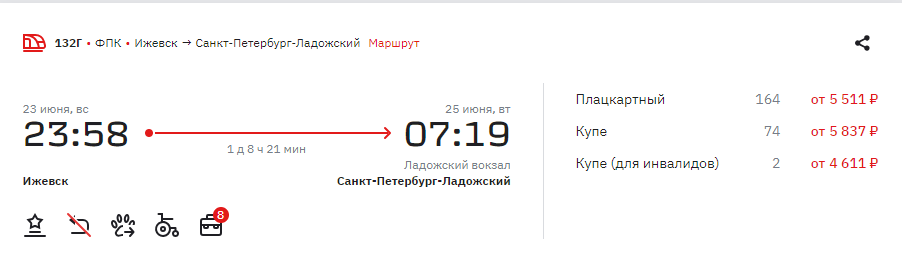 132Г • ФПК • Ижевск → Санкт-Петербург-Ладожский Маршрут
23 июня, вс
25 июня, вт
23:58
07:19
1 д 8 ч 21 мин
Ладожский вокзал
Ижевск
Санкт-Петербург-Ладожский
8
Плацкартный 164 от 5 511 ₽
Купе 74 от 5 837 ₽
Купе (для инвалидов) 2 от 4 611 ₽